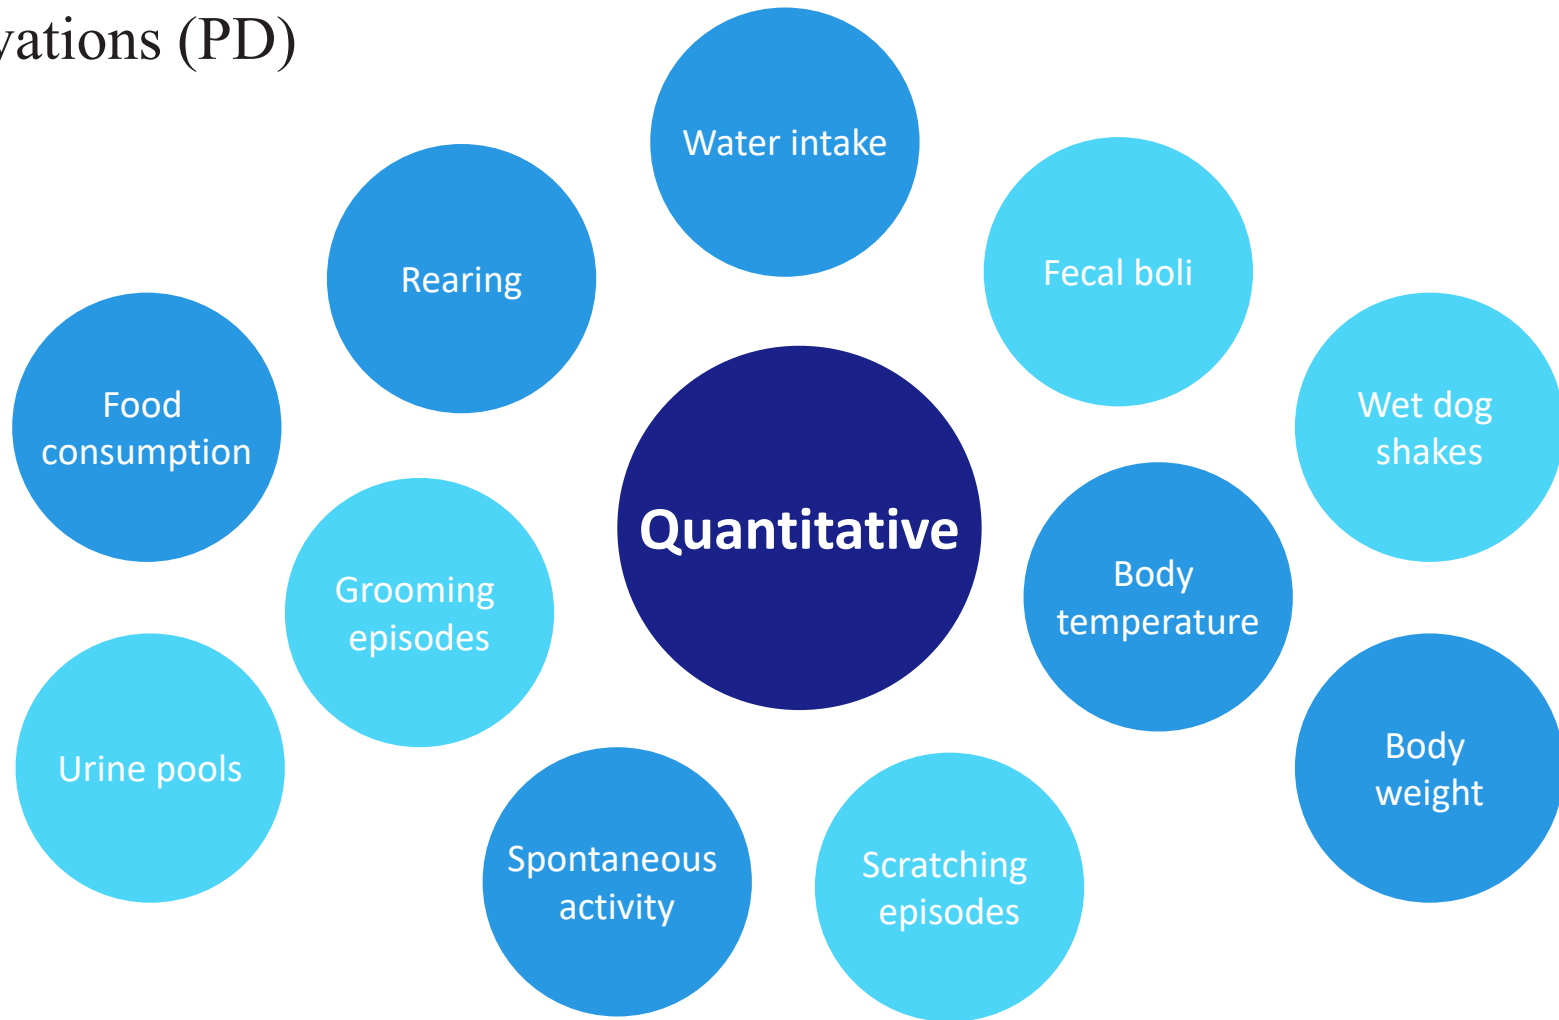 vations (PD)
Water intake
Rearing
Fecal boli
Food
consumption
Wet dog
shakes
Quantitative
Grooming
episodes
Body
temperature
Urine pools
Body
weight
Spontaneous
activity
Scratching
episodes